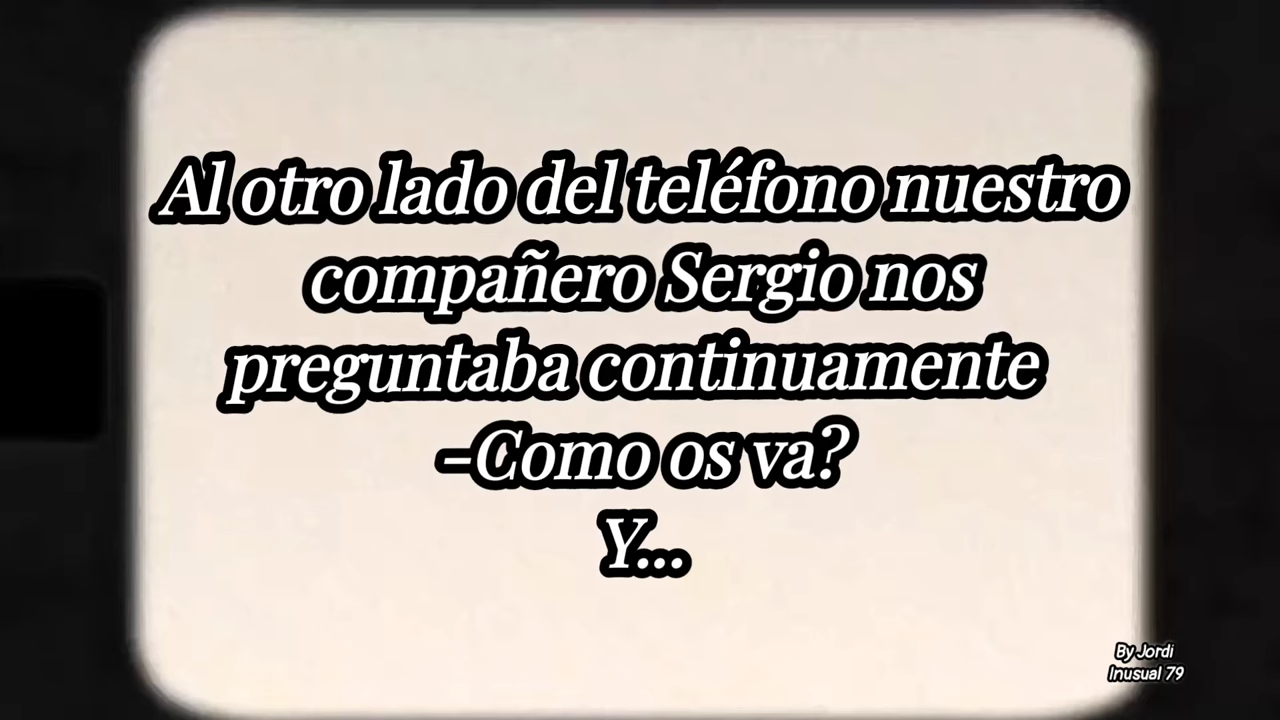 Al otro lado del teléfono nuestro
compañero Sergio nos
preguntaba continuamente
-Como os va?
Y...
By Jordi
Inusual 79